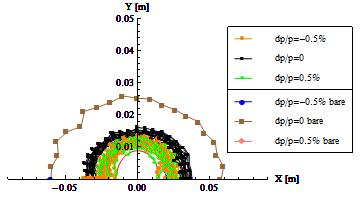 Y [m]
0.05
0.04
0.03
0.02
0.01
−0.05
0.00
0.05
X [m]
dp/p=−0.5%
dp/p=0
dp/p=0.5%
dp/p=−0.5% bare
dp/p=0 bare
dp/p=0.5% bare